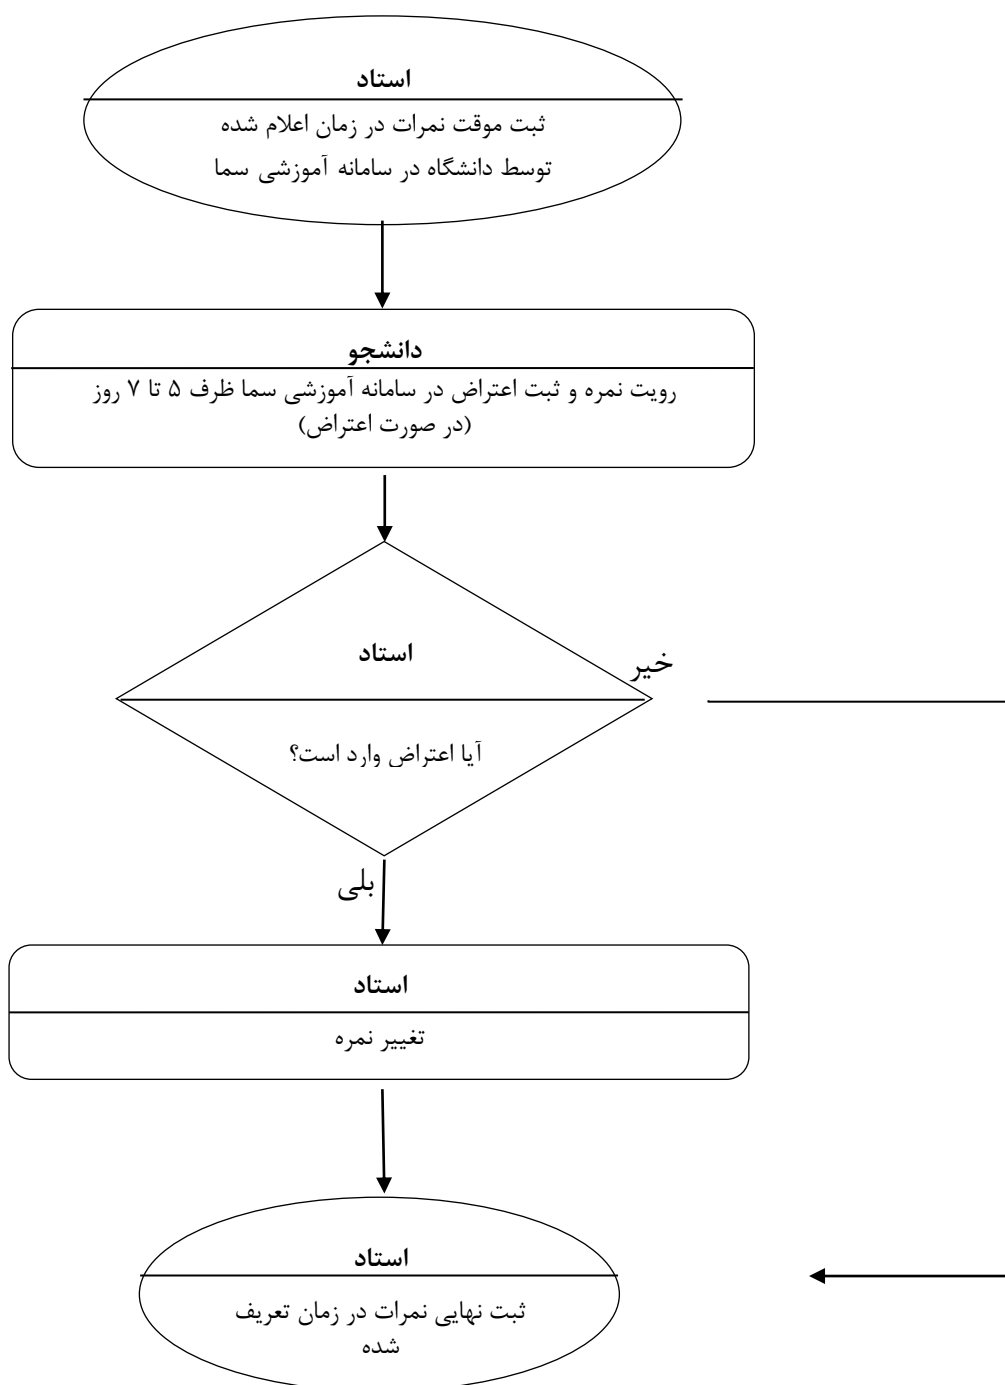 استاد
ثبت موقت نمرات در زمان اعلام شده
توسط دانشگاه در سامانه آموزشی سما
دانشجو
رویت نمره و ثبت اعتراض در سامانه آموزشی سما ظرف ۵ تا ۷ روز
(در صورت اعتراض)
استاد
خیر
آیا اعتراض وارد است؟
بلی
استاد
تغییر نمره
استاد
ثبت نهایی نمرات در زمان تعریف
شده